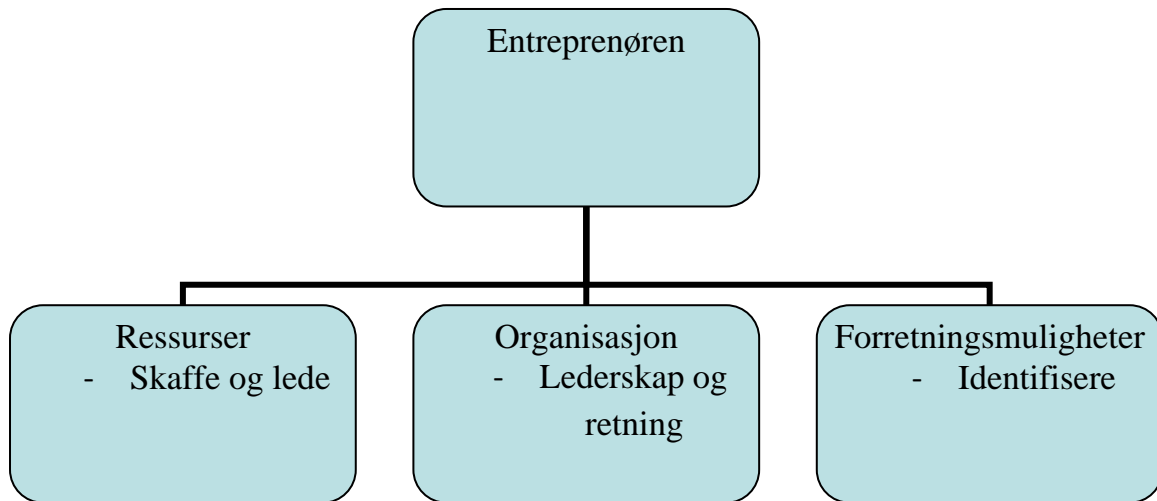 Entreprenøren
Ressurser
- Skaffe og lede
Organisasjon
- Lederskap og
retning
Forretningsmuligheter
- Identifisere